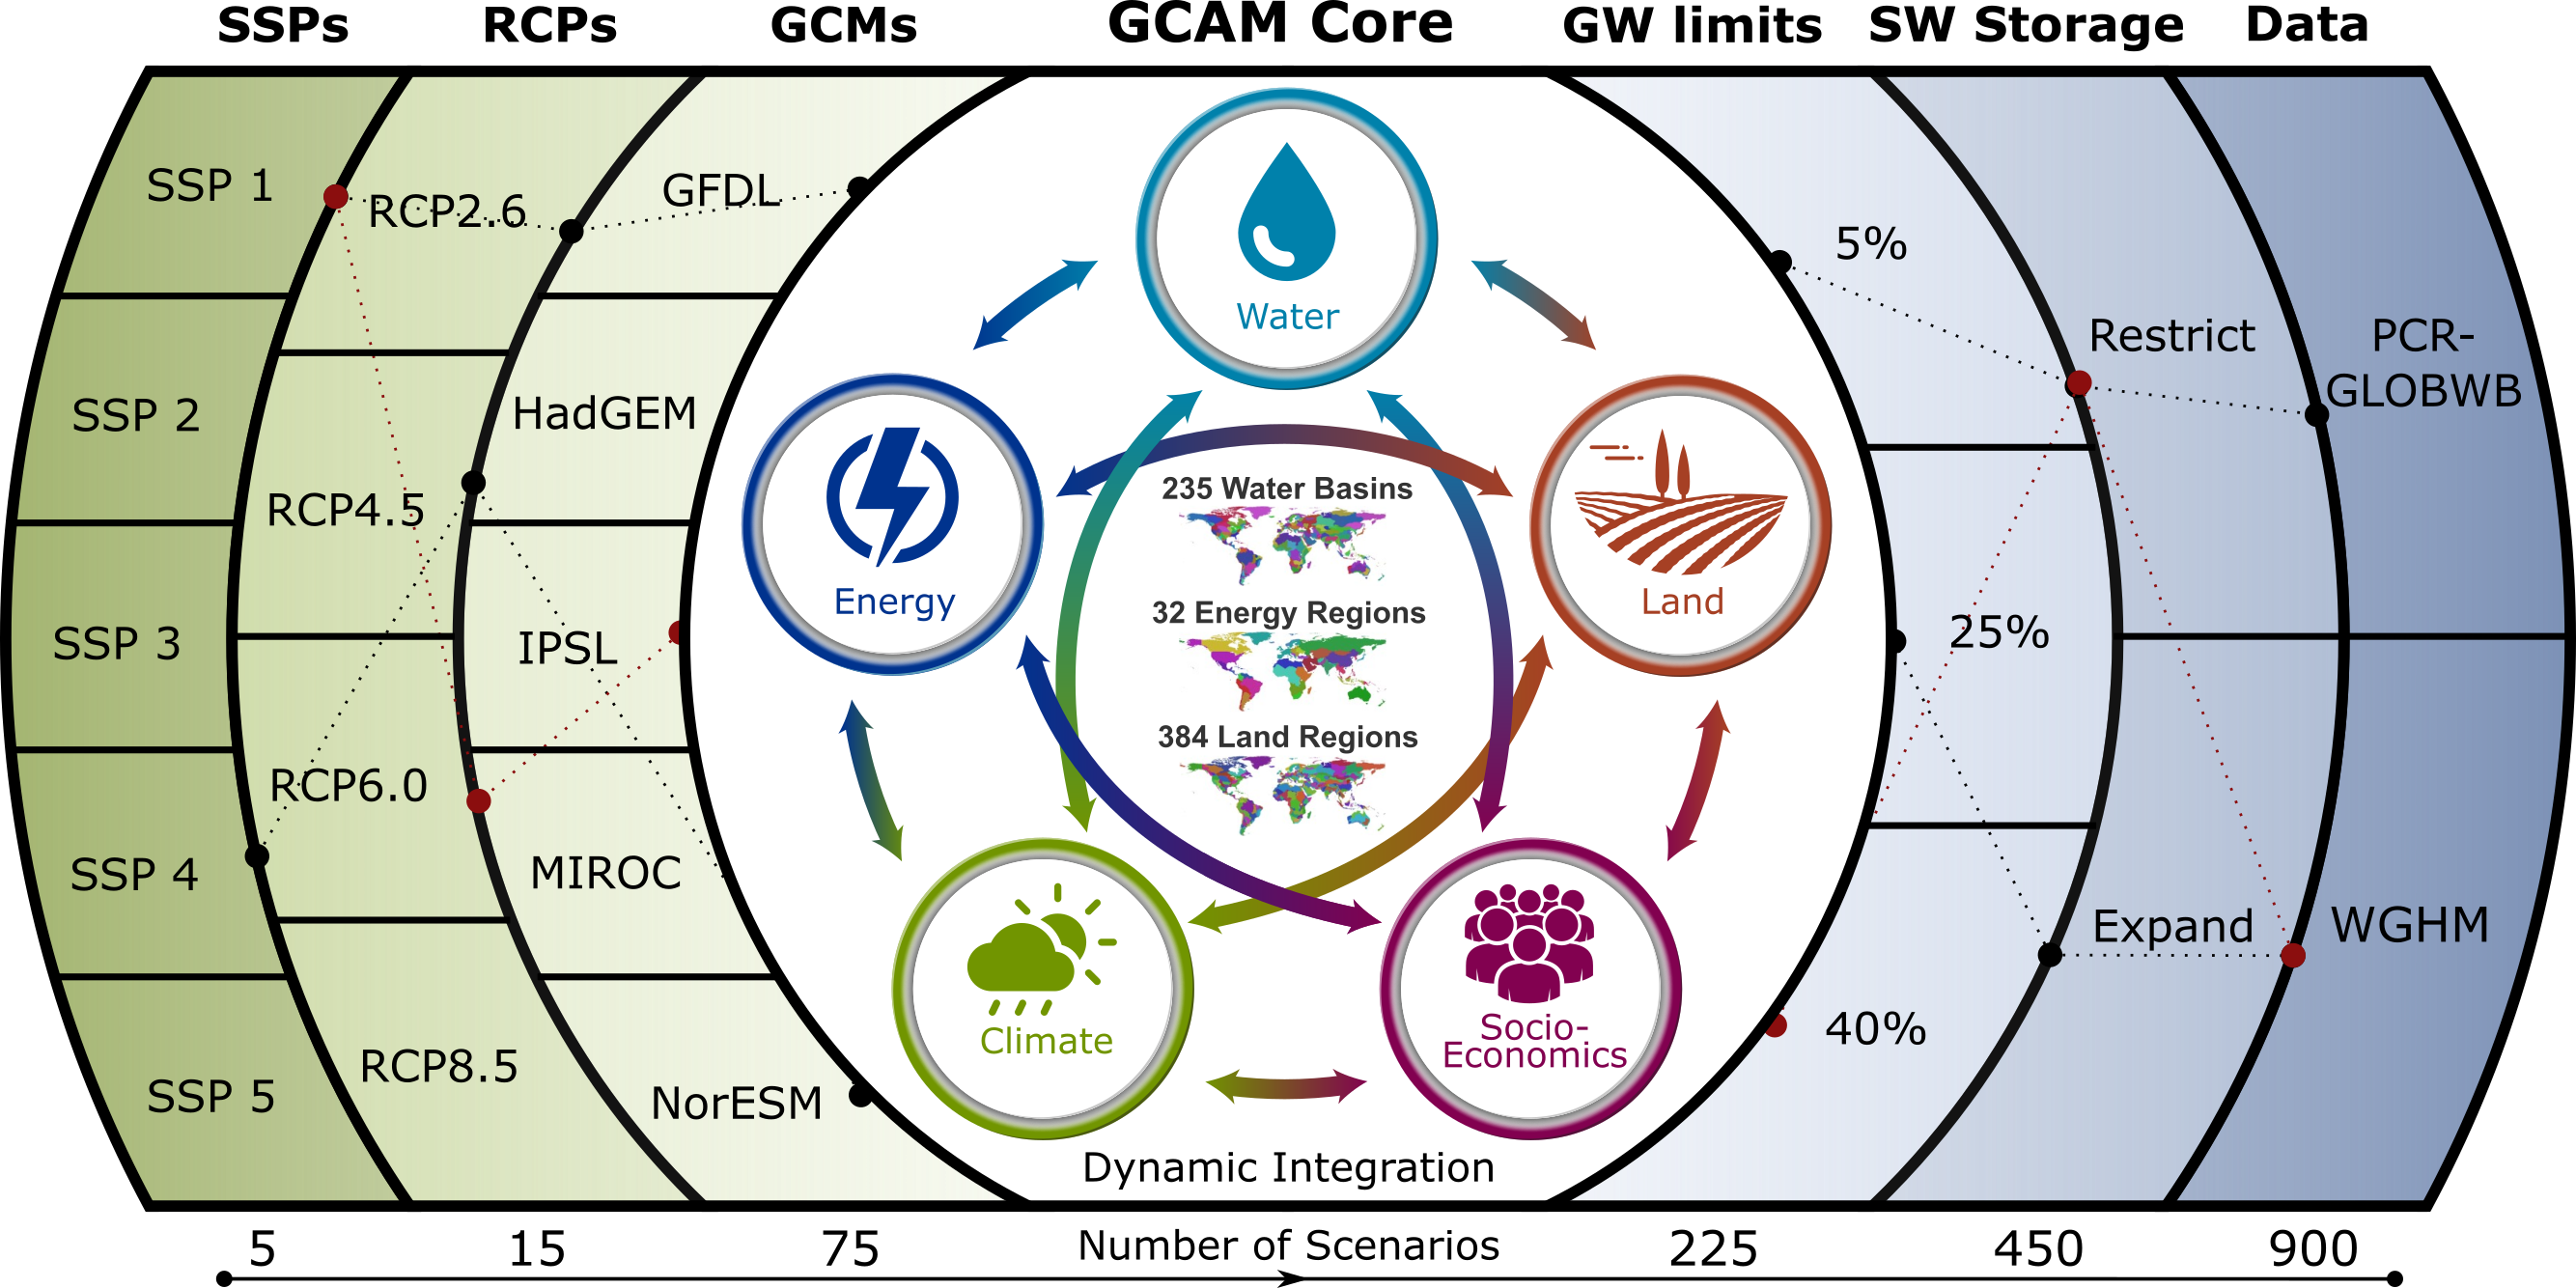 SSPs
RCPs
GCMs
GCAM Core
GW limits
SW Storage
Data
SSP 1
SSP 2
SSP 3
SSP 4
SSP 5
RCP2.6
RCP4.5
RCP6.0
RCP8.5
GFDL
HadGEM
IPSL
MIROC
NorESM
Water
Energy
Land
235 Water Basins
32 Energy Regions
384 Land Regions
Climate
Socio-
Economics
Dynamic Integration
5%
25%
40%
Restrict
Expand
PCR-
GLOBWB
WGHM
5
15
75
Number of Scenarios
225
450
900